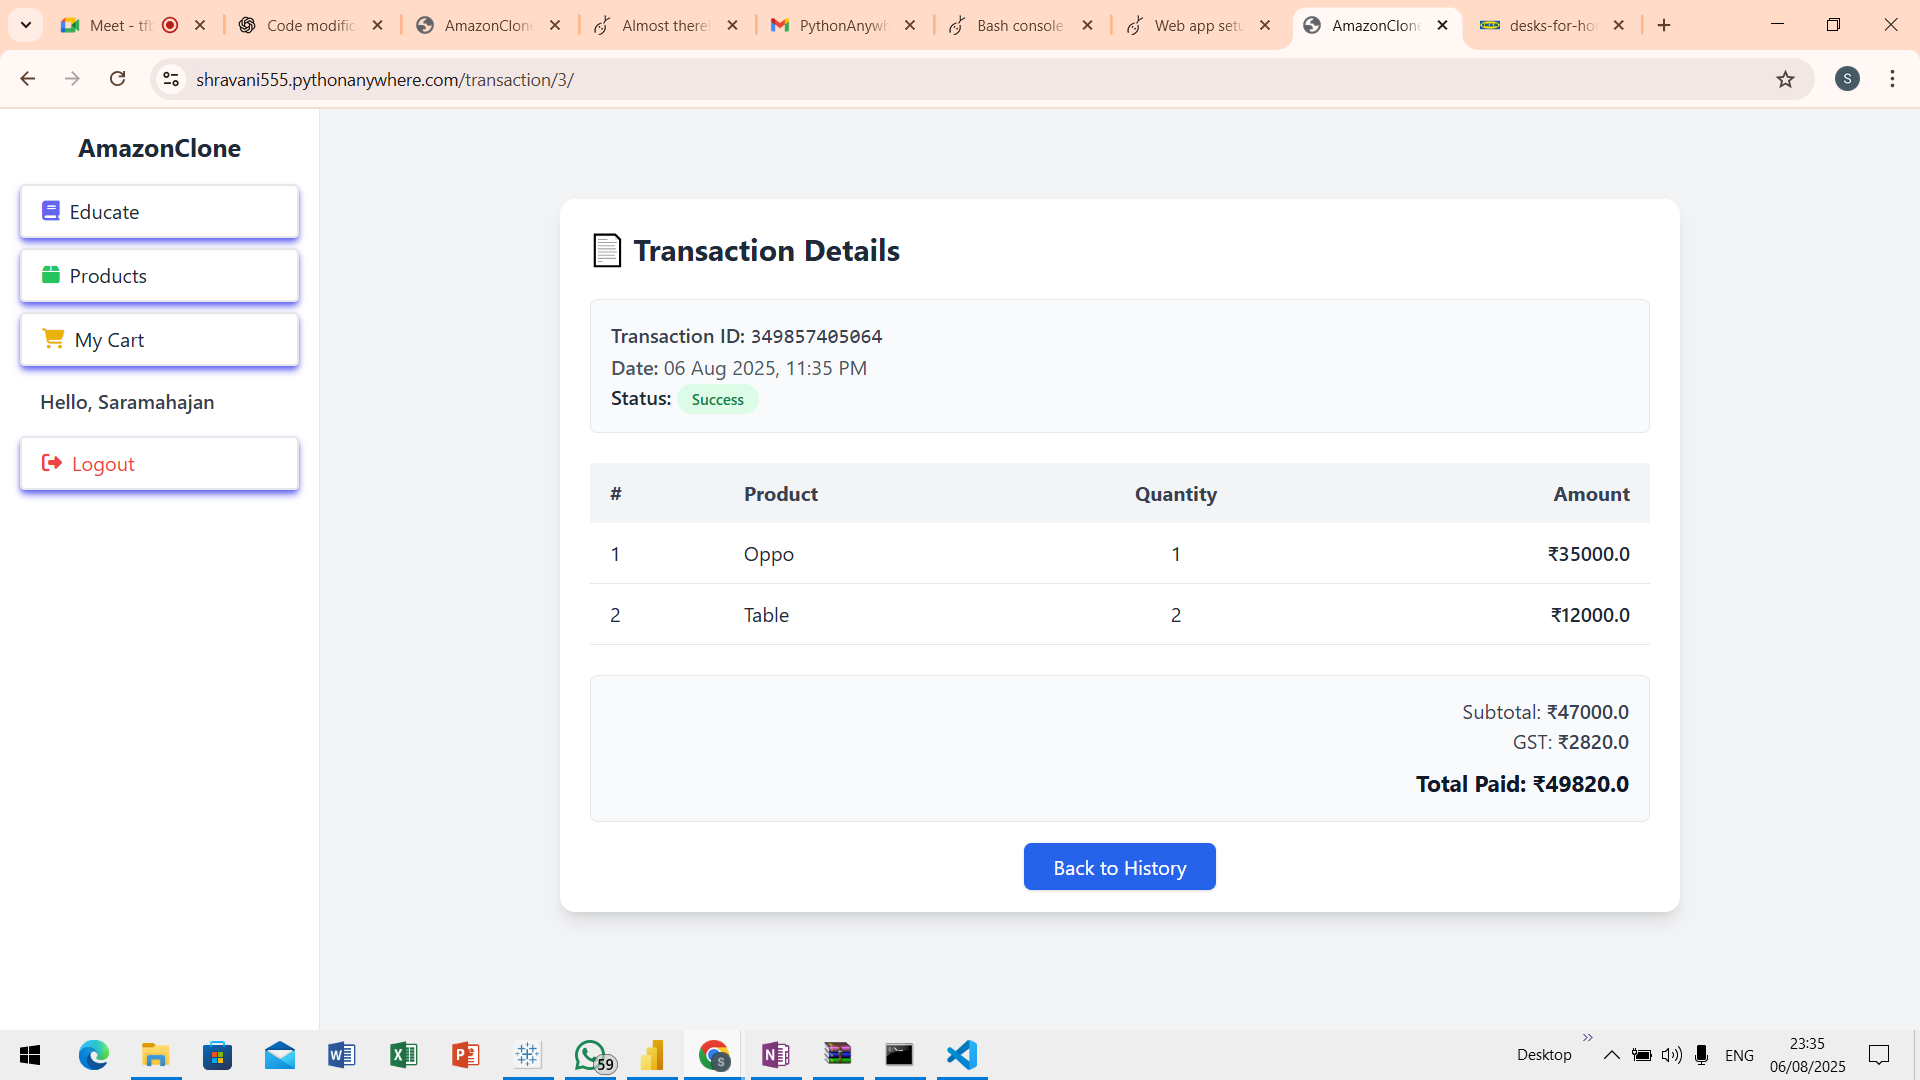 Meet - tfb
Code modific
AmazonClone
Almost there!
PythonAnywh
Bash console
Web app setu
AmazonClone
desks-for-ho
shravani555.pythonanywhere.com/transaction/3/
S
AmazonClone
Educate
Products
My Cart
Hello, Saramahajan
Logout
Transaction Details
Transaction ID: 349857405064
Date: 06 Aug 2025, 11:35 PM
Status: Success
# Product Quantity Amount
1 Oppo 1 ₹35000.0
2 Table 2 ₹12000.0
Subtotal: ₹47000.0
GST: ₹2820.0
Total Paid: ₹49820.0
Back to History
59
Desktop
ENG
23:35
06/08/2025